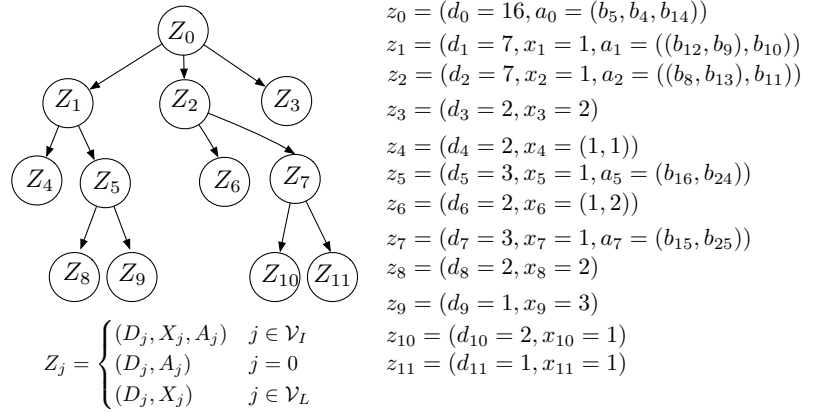 Z_0
Z_1
Z_2
Z_3
Z_4
Z_5
Z_6
Z_7
Z_8
Z_9
Z_10
Z_11
Z_j = { (D_j, X_j, A_j) j ∈ V_I
(D_j, A_j) j = 0
(D_j, X_j) j ∈ V_L
z_0 = (d_0 = 16, a_0 = (b_5, b_4, b_14))
z_1 = (d_1 = 7, x_1 = 1, a_1 = ((b_12, b_9), b_10))
z_2 = (d_2 = 7, x_2 = 1, a_2 = ((b_8, b_13), b_11))
z_3 = (d_3 = 2, x_3 = 2)
z_4 = (d_4 = 2, x_4 = (1, 1))
z_5 = (d_5 = 3, x_5 = 1, a_5 = (b_16, b_24))
z_6 = (d_6 = 2, x_6 = (1, 2))
z_7 = (d_7 = 3, x_7 = 1, a_7 = (b_15, b_25))
z_8 = (d_8 = 2, x_8 = 2)
z_9 = (d_9 = 1, x_9 = 3)
z_10 = (d_10 = 2, x_10 = 1)
z_11 = (d_11 = 1, x_11 = 1)